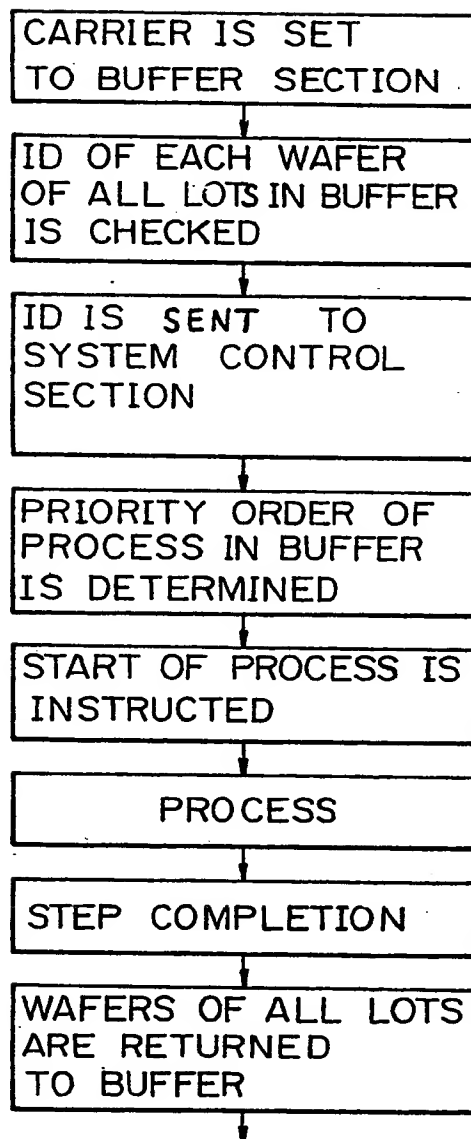 CARRIER IS SET
TO BUFFER SECTION
ID OF EACH WAFER
OF ALL LOTS IN BUFFER
IS CHECKED
ID IS SENT TO
SYSTEM CONTROL
SECTION
PRIORITY ORDER OF
PROCESS IN BUFFER
IS DETERMINED
START OF PROCESS IS
INSTRUCTED
PROCESS
STEP COMPLETION
WAFERS OF ALL LOTS
ARE RETURNED
TO BUFFER